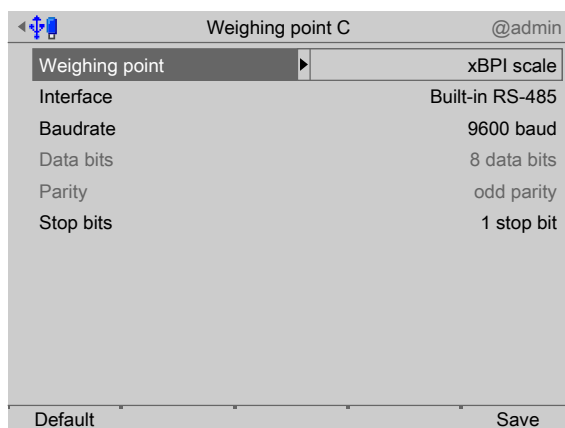 Weighing point C @admin
Weighing point xBPI scale
Interface Built-in RS-485
Baudrate 9600 baud
Data bits 8 data bits
Parity odd parity
Stop bits 1 stop bit
Default Save